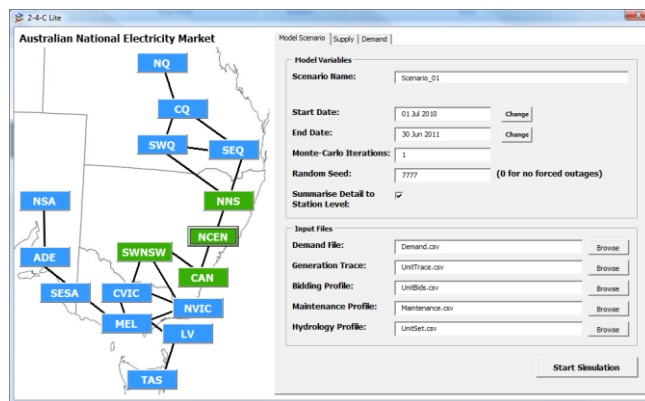 2-4-C Lite
Australian National Electricity Market
NQ
CQ
SWQ
SEQ
NNS
NSA
NCEN
ADE
SWNSW
CAN
SESA
CVIC
NVIC
MEL
LV
TAS
Model Scenario Supply Demand
Model Variables
Scenario Name: Scenario_01
Start Date: 01 Jul 2010 Change
End Date: 30 Jun 2011 Change
Monte-Carlo Iterations: 1
Random Seed: 7777 (0 for no forced outages)
Summarise Detail to
Station Level:
Input Files
Demand File: Demand.csv Browse
Generation Trace: UnitTrace.csv Browse
Bidding Profile: UnitBids.csv Browse
Maintenance Profile: Maintenance.csv Browse
Hydrology Profile: UnitSet.csv Browse
Start Simulation